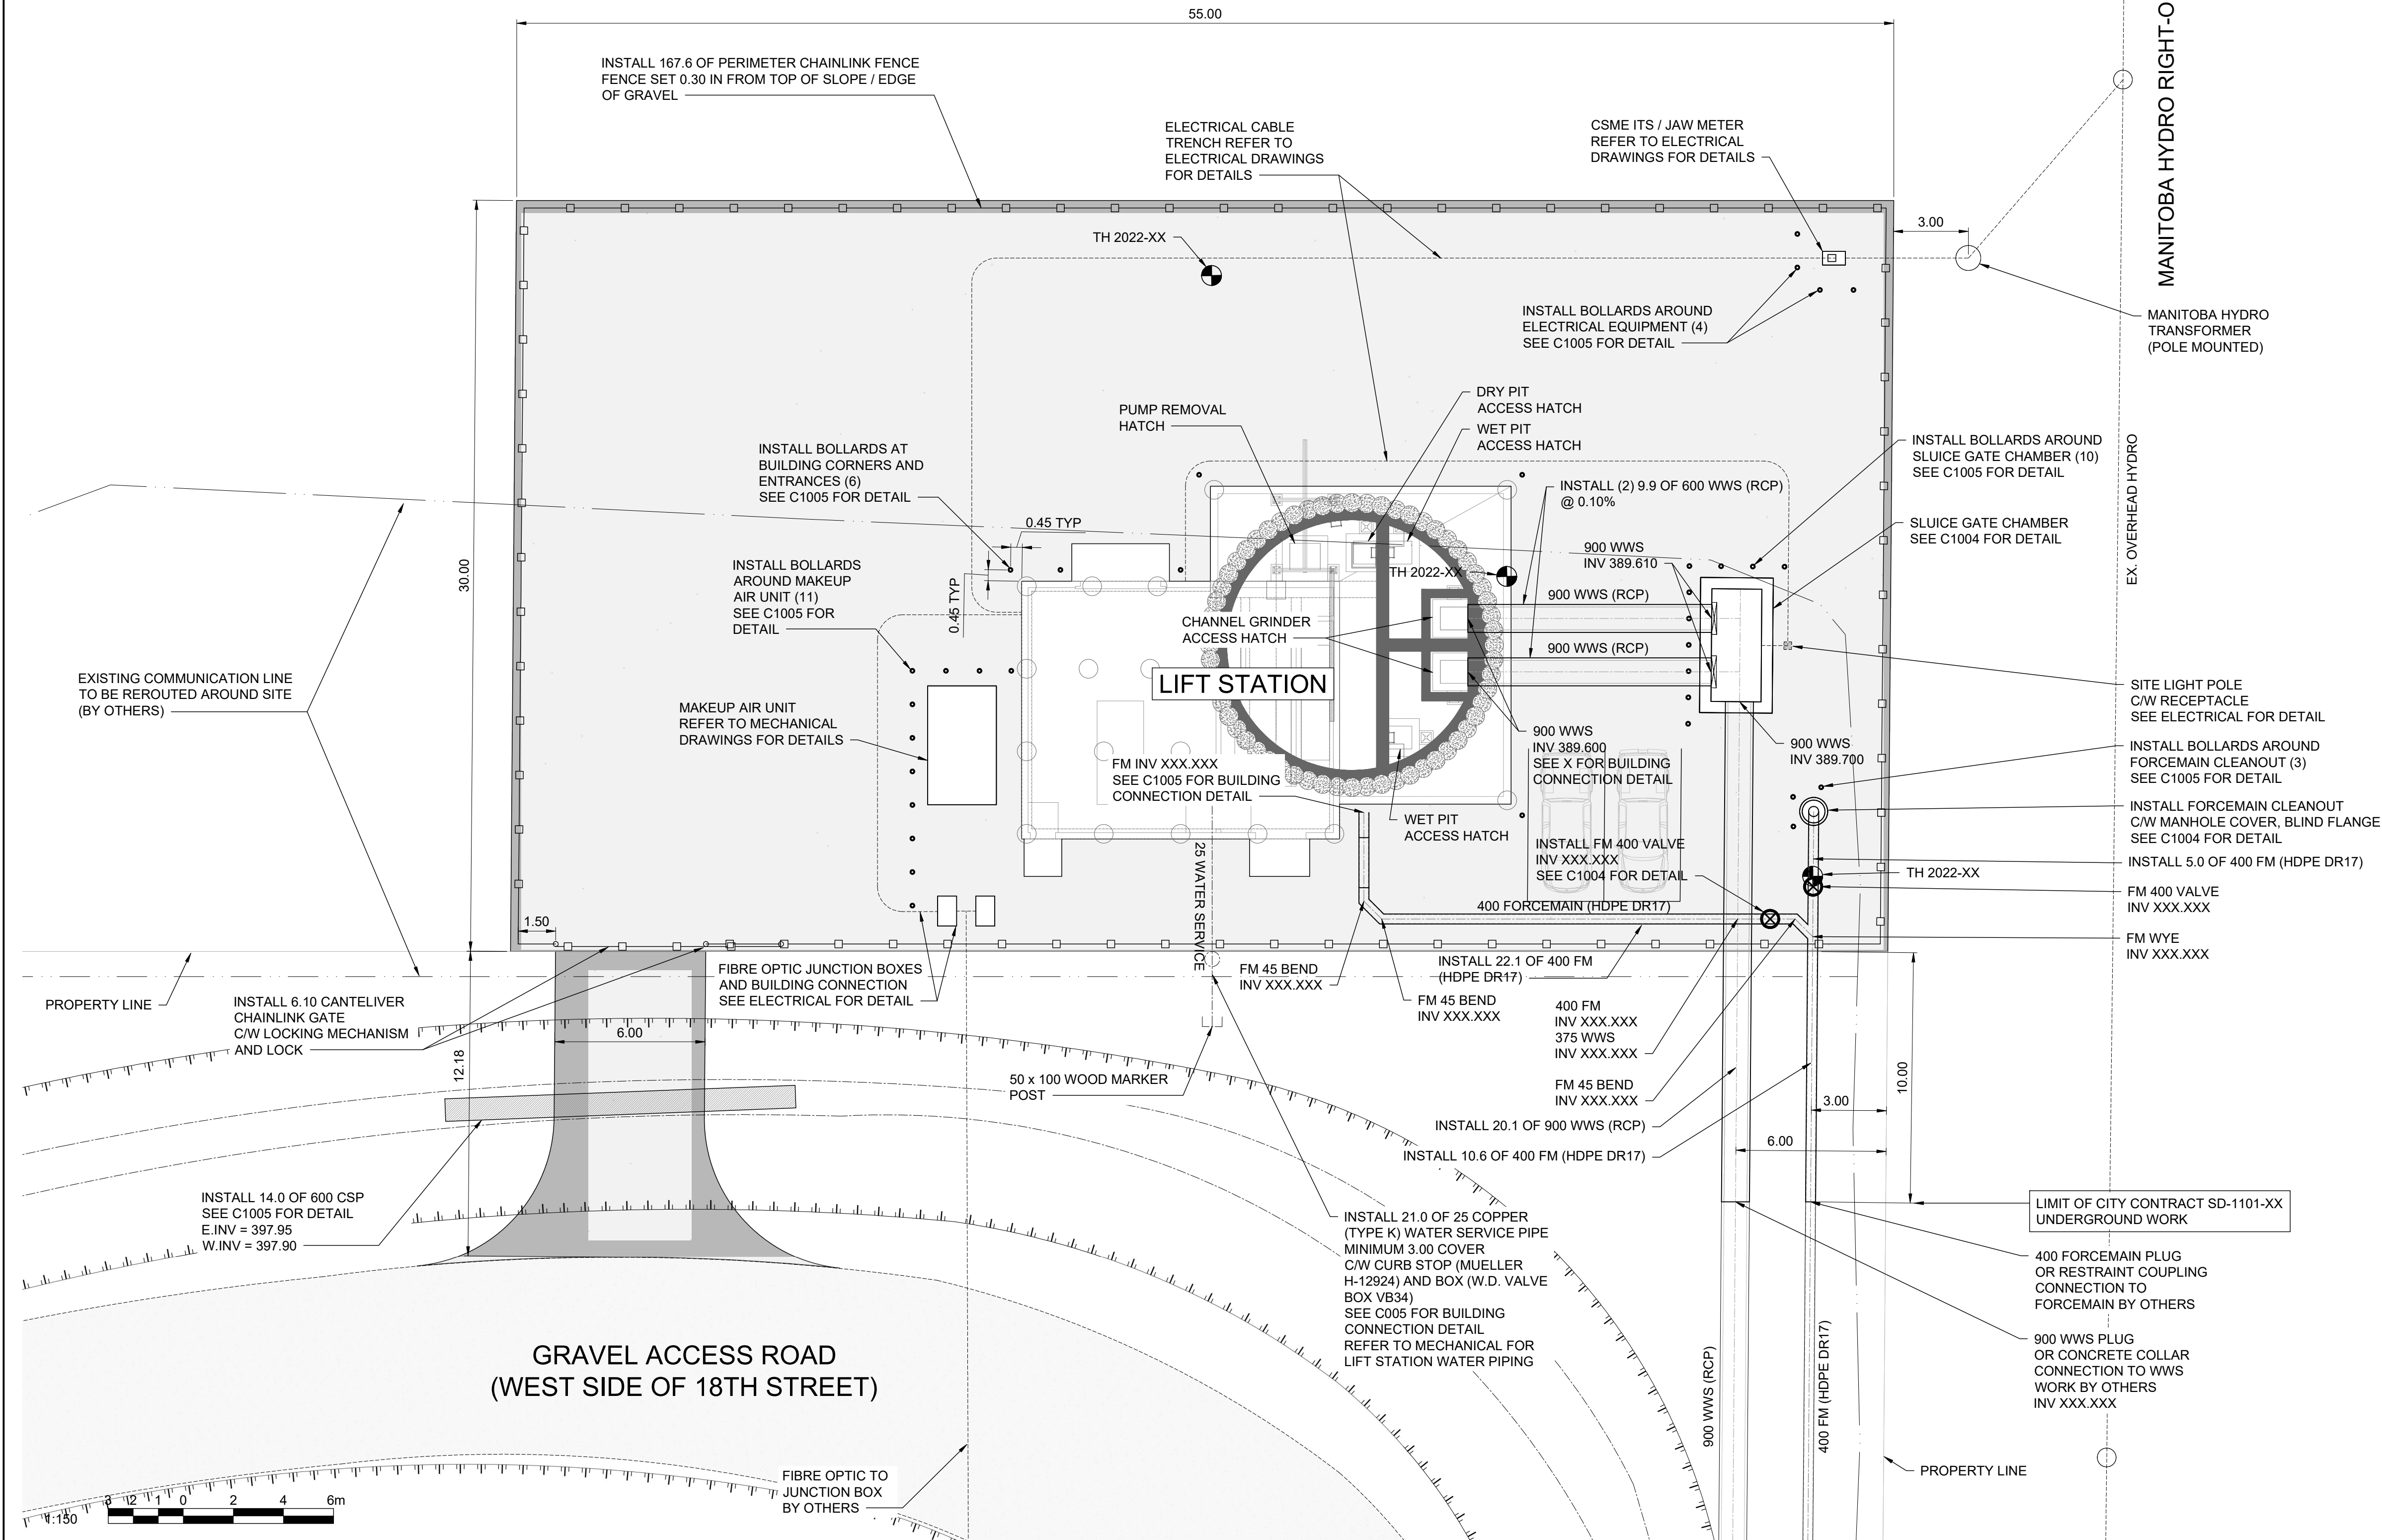 55.00
MANITOBA HYDRO RIGHT-O
INSTALL 167.6 OF PERIMETER CHAINLINK FENCE
FENCE SET 0.30 IN FROM TOP OF SLOPE / EDGE
OF GRAVEL
ELECTRICAL CABLE
TRENCH REFER TO
ELECTRICAL DRAWINGS
FOR DETAILS
CSME ITS / JAW METER
REFER TO ELECTRICAL
DRAWINGS FOR DETAILS
3.00
TH 2022-XX
INSTALL BOLLARDS AROUND
ELECTRICAL EQUIPMENT (4)
SEE C1005 FOR DETAIL
MANITOBA HYDRO
TRANSFORMER
(POLE MOUNTED)
PUMP REMOVAL
HATCH
DRY PIT
ACCESS HATCH
WET PIT
ACCESS HATCH
INSTALL BOLLARDS AT
BUILDING CORNERS AND
ENTRANCES (6)
SEE C1005 FOR DETAIL
INSTALL BOLLARDS AROUND
SLUICE GATE CHAMBER (10)
SEE C1005 FOR DETAIL
EX. OVERHEAD HYDRO
INSTALL (2) 9.9 OF 600 WWS (RCP)
@ 0.10%
0.45 TYP
SLUICE GATE CHAMBER
SEE C1004 FOR DETAIL
30.00
900 WWS
INV 389.610
INSTALL BOLLARDS
AROUND MAKEUP
AIR UNIT (11)
SEE C1005 FOR
DETAIL
0.45 TYP
TH 2022-XX
900 WWS (RCP)
CHANNEL GRINDER
ACCESS HATCH
900 WWS (RCP)
LIFT STATION
EXISTING COMMUNICATION LINE
TO BE REROUTED AROUND SITE
(BY OTHERS)
SITE LIGHT POLE
C/W RECEPTACLE
SEE ELECTRICAL FOR DETAIL
MAKEUP AIR UNIT
REFER TO MECHANICAL
DRAWINGS FOR DETAILS
900 WWS
INV 389.600
SEE X FOR BUILDING
CONNECTION DETAIL
900 WWS
INV 389.700
INSTALL BOLLARDS AROUND
FORCEMAIN CLEANOUT (3)
SEE C1005 FOR DETAIL
FM INV XXX.XXX
SEE C1005 FOR BUILDING
CONNECTION DETAIL
INSTALL FORCEMAIN CLEANOUT
C/W MANHOLE COVER, BLIND FLANGE
SEE C1004 FOR DETAIL
WET PIT
ACCESS HATCH
25 WATER SERVICE
INSTALL FM 400 VALVE
INV XXX.XXX
SEE C1004 FOR DETAIL
INSTALL 5.0 OF 400 FM (HDPE DR17)
TH 2022-XX
FM 400 VALVE
INV XXX.XXX
400 FORCEMAIN (HDPE DR17)
1.50
FM WYE
INV XXX.XXX
FIBRE OPTIC JUNCTION BOXES
AND BUILDING CONNECTION
SEE ELECTRICAL FOR DETAIL
FM 45 BEND
INV XXX.XXX
INSTALL 22.1 OF 400 FM
(HDPE DR17)
PROPERTY LINE
INSTALL 6.10 CANTELIVER
CHAINLINK GATE
C/W LOCKING MECHANISM
AND LOCK
FM 45 BEND
INV XXX.XXX
400 FM
INV XXX.XXX
375 WWS
INV XXX.XXX
6.00
12.18
50 x 100 WOOD MARKER
POST
FM 45 BEND
INV XXX.XXX
10.00
3.00
INSTALL 20.1 OF 900 WWS (RCP)
6.00
INSTALL 10.6 OF 400 FM (HDPE DR17)
INSTALL 14.0 OF 600 CSP
SEE C1005 FOR DETAIL
E.INV = 397.95
W.INV = 397.90
LIMIT OF CITY CONTRACT SD-1101-XX
UNDERGROUND WORK
INSTALL 21.0 OF 25 COPPER
(TYPE K) WATER SERVICE PIPE
MINIMUM 3.00 COVER
C/W CURB STOP (MUELLER
H-12924) AND BOX (W.D. VALVE
BOX VB34)
SEE C005 FOR BUILDING
CONNECTION DETAIL
REFER TO MECHANICAL FOR
LIFT STATION WATER PIPING
400 FORCEMAIN PLUG
OR RESTRAINT COUPLING
CONNECTION TO
FORCEMAIN BY OTHERS
900 WWS PLUG
OR CONCRETE COLLAR
CONNECTION TO WWS
WORK BY OTHERS
INV XXX.XXX
GRAVEL ACCESS ROAD
(WEST SIDE OF 18TH STREET)
900 WWS (RCP)
400 FM (HDPE DR17)
PROPERTY LINE
FIBRE OPTIC TO
JUNCTION BOX
BY OTHERS
3 2 1 0 2 4 6m
1:150